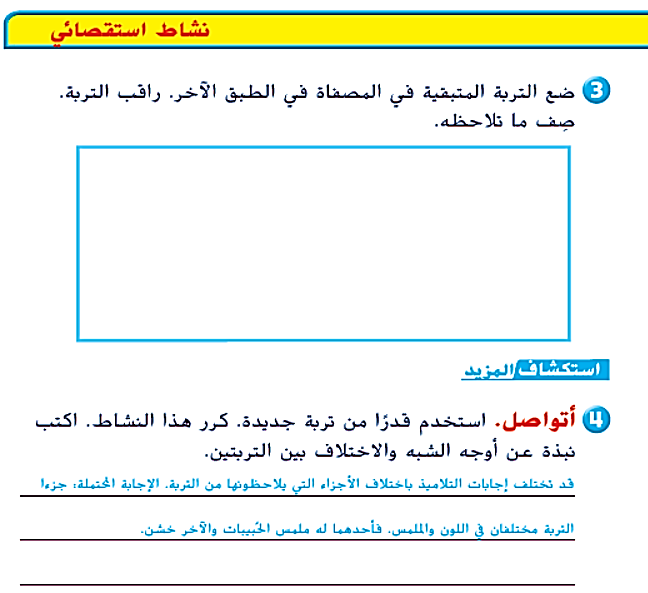 نشاط استقصائي
3 ضع التربة المتبقية في المصفاة في الطبق الآخر. راقب التربة.
صِف ما تلاحظه.
استكشاف المزيد
4 أتواصل. استخدم قدرًا من تربة جديدة. كرر هذا النشاط. اكتب
نبذة عن أوجه الشبه والاختلاف بين التربتين.
قد تختلف إجابات التلاميذ باختلاف الأجزاء التي يلاحظونها من التربة. الإجابة المحتملة: جزءا
التربة مختلفان في اللون والملمس. فأحدهما له ملمس الحُبيبات والآخر خشن.